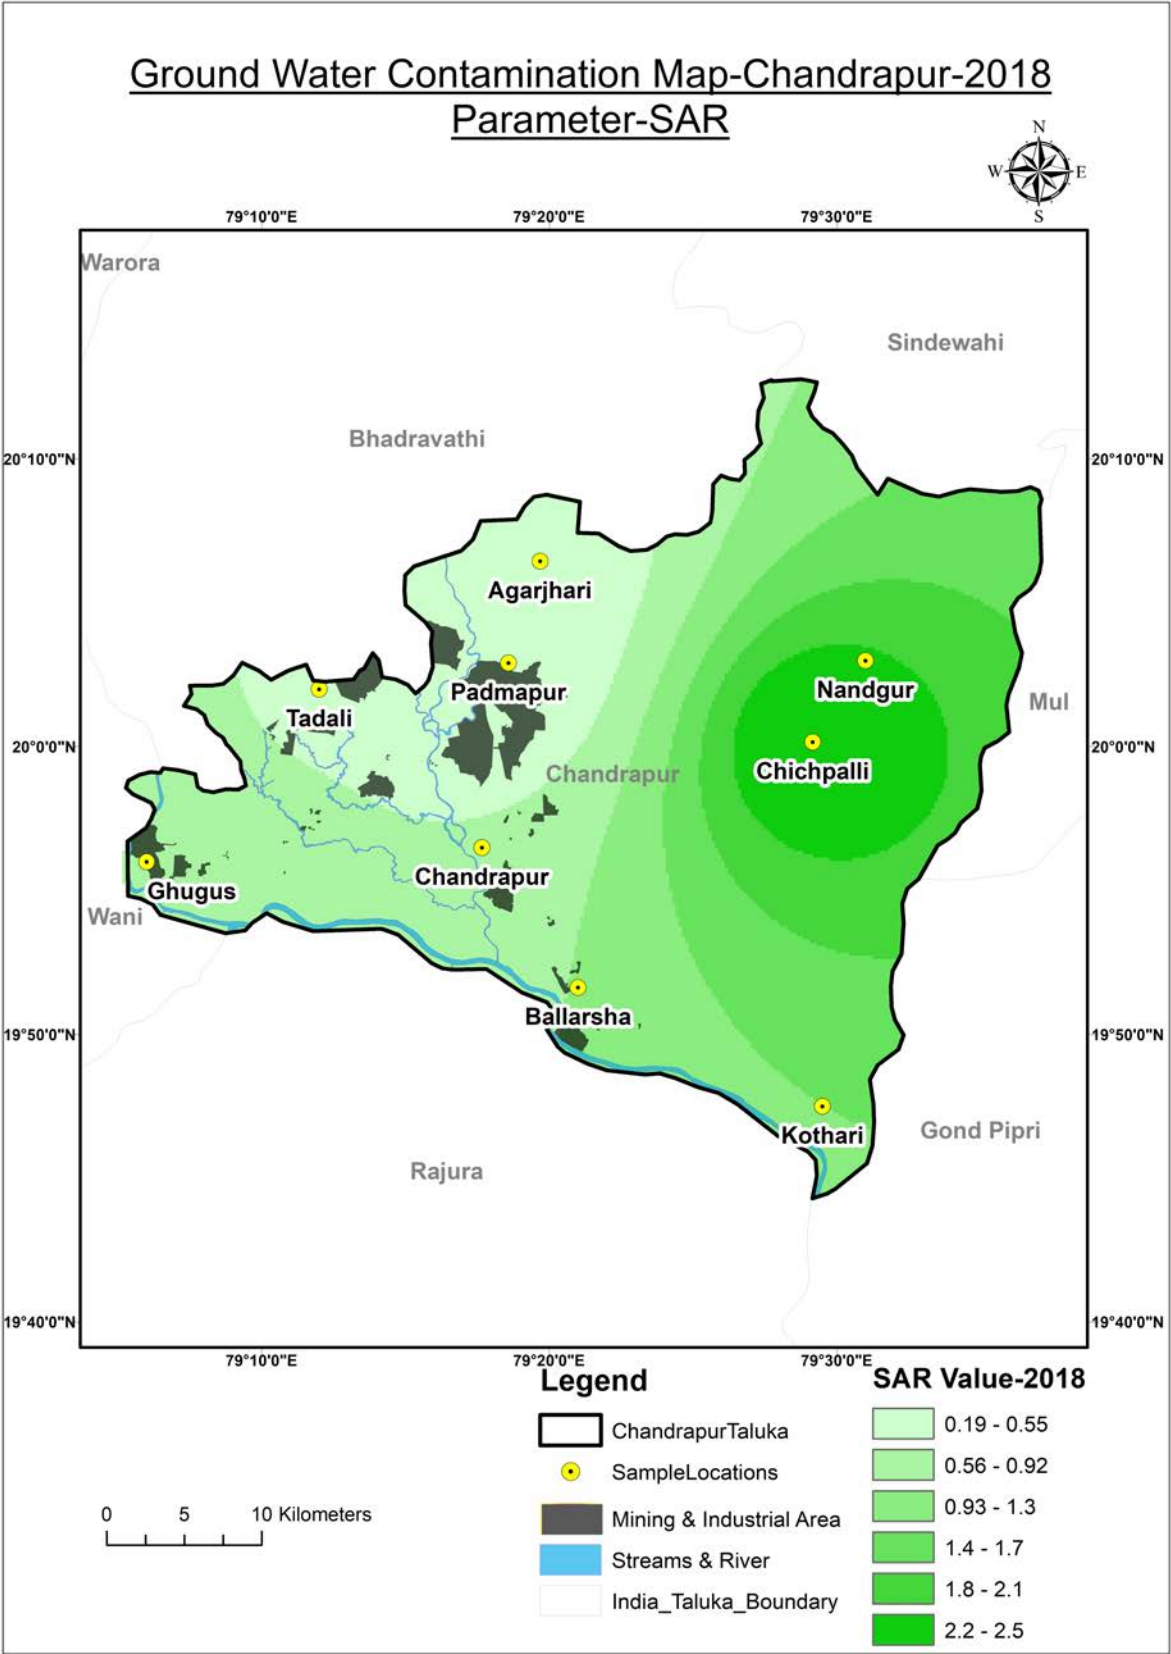 Ground Water Contamination Map-Chandrapur-2018
Parameter-SAR
N
W E
S
79°10'0"E 79°20'0"E 79°30'0"E
Warora
Sindewahi
Bhadravathi
20°10'0"N 20°10'0"N
Agarjhari
Padmapur
Nandgur
Mul
Tadali
20°0'0"N 20°0'0"N
Chandrapur
Chichpalli
Chandrapur
Ghugus
Wani
Ballarsha
19°50'0"N 19°50'0"N
Kothari
Gond Pipri
Rajura
19°40'0"N 19°40'0"N
79°10'0"E 79°20'0"E 79°30'0"E
Legend
ChandrapurTaluka
SampleLocations
Mining & Industrial Area
Streams & River
India_Taluka_Boundary
SAR Value-2018
0.19 - 0.55
0.56 - 0.92
0.93 - 1.3
1.4 - 1.7
1.8 - 2.1
2.2 - 2.5
0 5 10 Kilometers